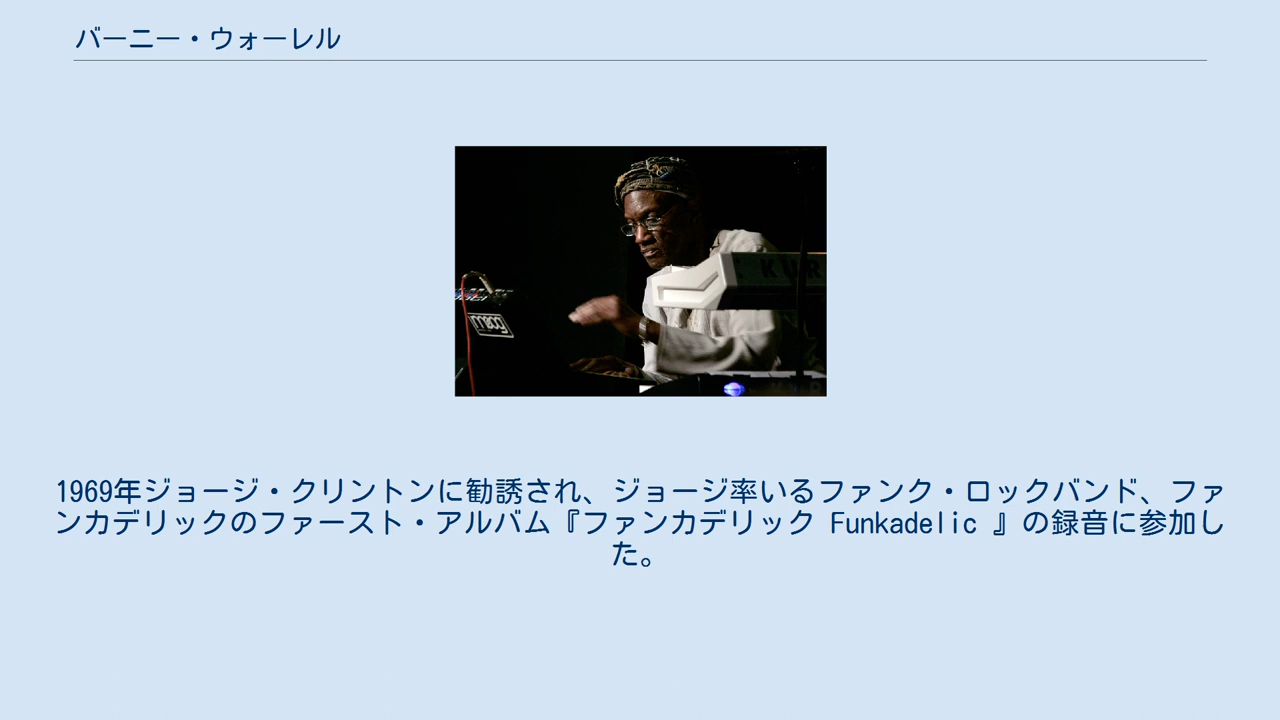 バーニー・ウォーレル
moog
KUR
1969年ジョージ・クリントンに勧誘され、ジョージ率いるファンク・ロックバンド、ファ
ンカデリックのファースト・アルバム『ファンカデリック Funkadelic 』の録音に参加し
た。